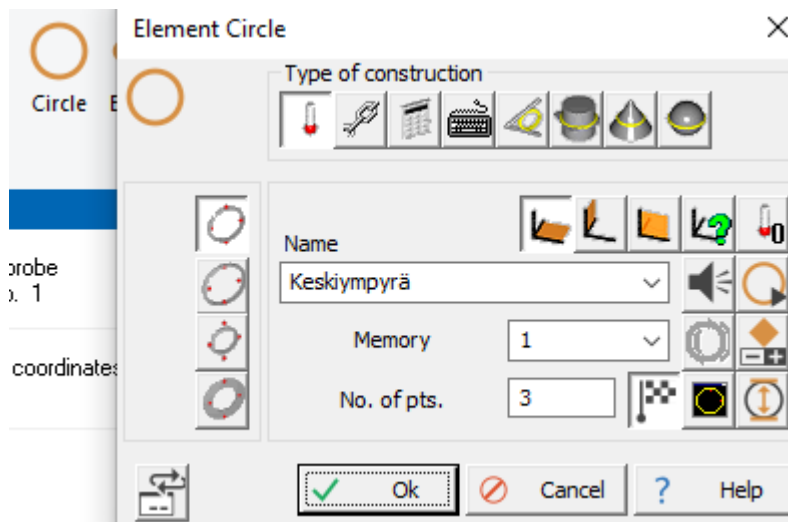 Element Circle
Circle
Type of construction
Name
Keskiympyrä
Memory
1
No. of pts.
3
0
probe
1
coordinates
Ok
Cancel
? Help